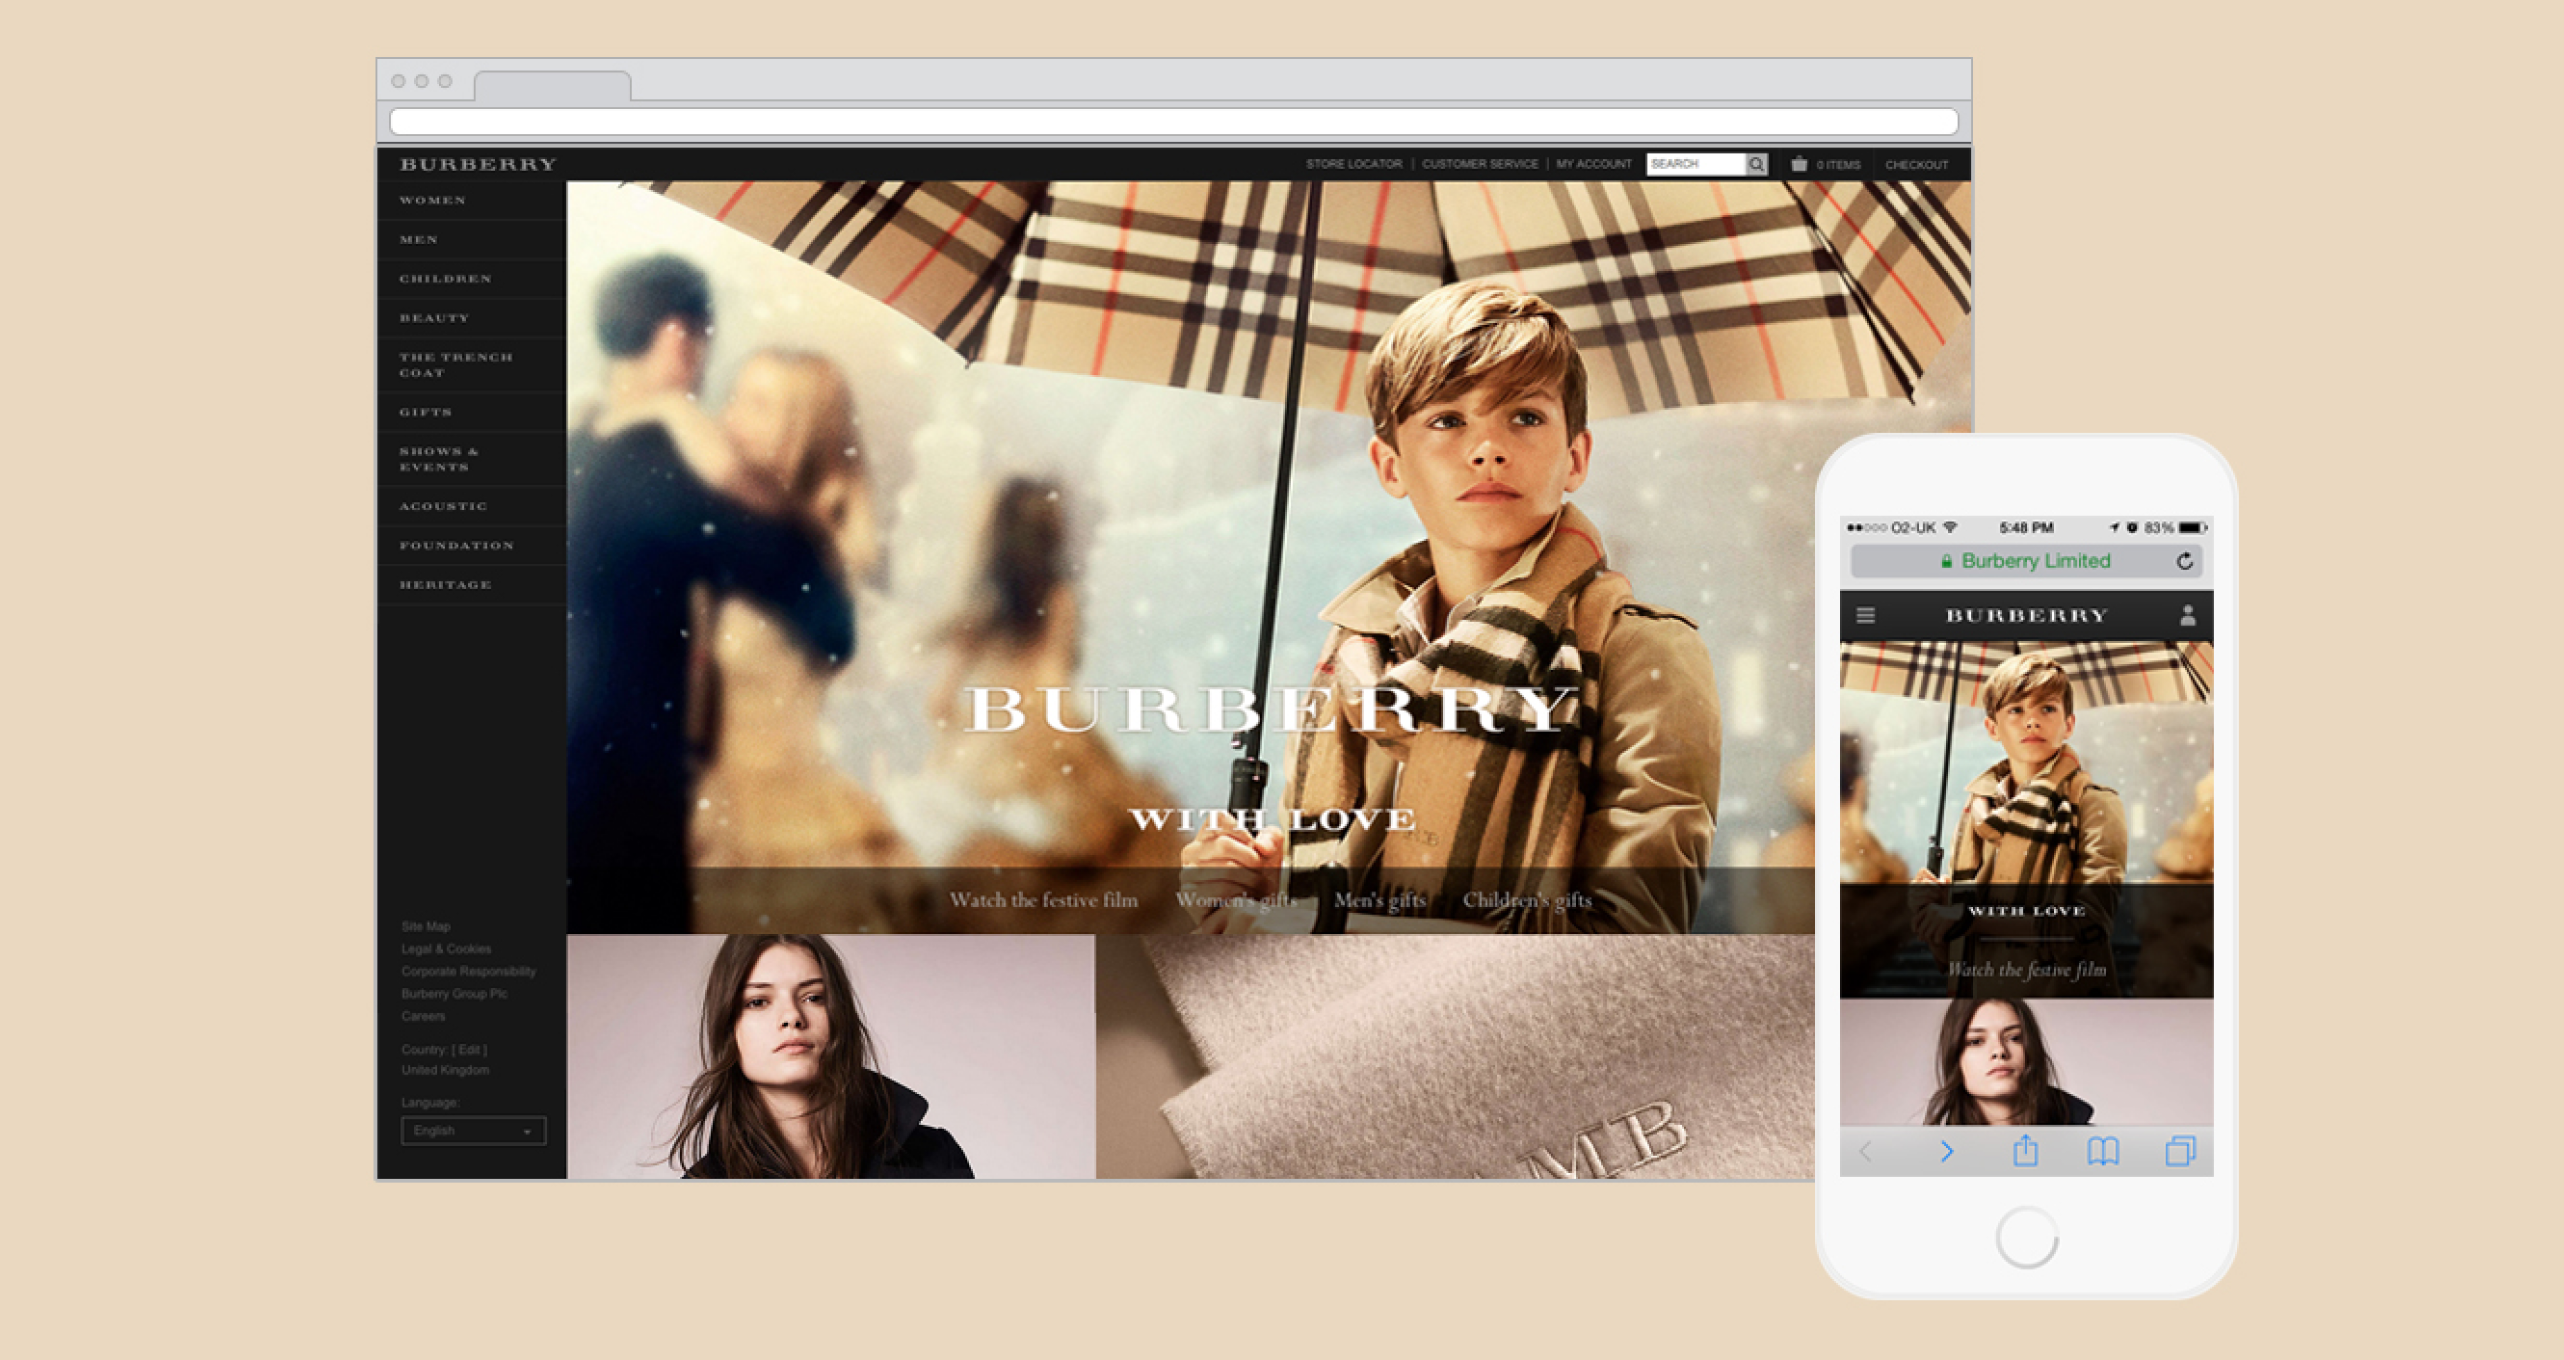 BURBERRY
STORE LOCATOR | CUSTOMER SERVICE | MY ACCOUNT SEARCH 0 ITEMS CHECKOUT
WOMEN
MEN
CHILDREN
BEAUTY
THE TRENCH
COAT
GIFTS
SHOWS &
EVENTS
ACOUSTIC
FOUNDATION
HERITAGE
Site Map
Legal & Cookies
Corporate Responsibility
Burberry Group Plc
Careers
Country: [ Edit ]
United Kingdom
Language:
English
BURBERRY
WITH LOVE
Watch the festive film Women's gifts Men's gifts Children's gifts
MB
O2-UK 5:48 PM 83%
Burberry Limited
BURBERRY
WITH LOVE
Watch the festive film